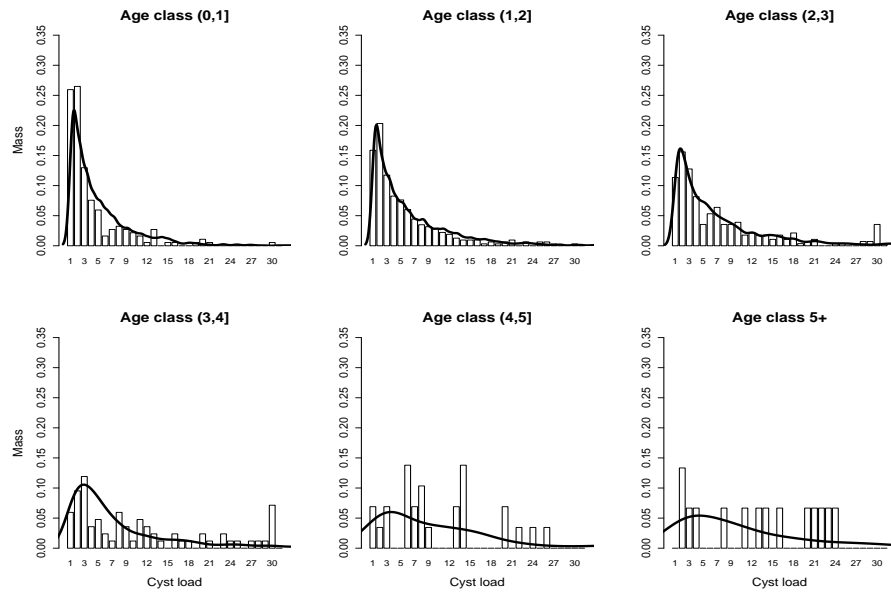 Age class (0,1]
Age class (1,2]
Age class (2,3]
Mass
0.00 0.05 0.10 0.15 0.20 0.25 0.30 0.35
1 3 5 7 9 12 15 18 21 24 27 30
0.00 0.05 0.10 0.15 0.20 0.25 0.30 0.35
1 3 5 7 9 12 15 18 21 24 27 30
0.00 0.05 0.10 0.15 0.20 0.25 0.30 0.35
1 3 5 7 9 12 15 18 21 24 27 30
Age class (3,4]
Age class (4,5]
Age class 5+
Mass
0.00 0.05 0.10 0.15 0.20 0.25 0.30 0.35
1 3 5 7 9 12 15 18 21 24 27 30
Cyst load
0.00 0.05 0.10 0.15 0.20 0.25 0.30 0.35
1 3 5 7 9 12 15 18 21 24 27 30
Cyst load
0.00 0.05 0.10 0.15 0.20 0.25 0.30 0.35
1 3 5 7 9 12 15 18 21 24 27 30
Cyst load